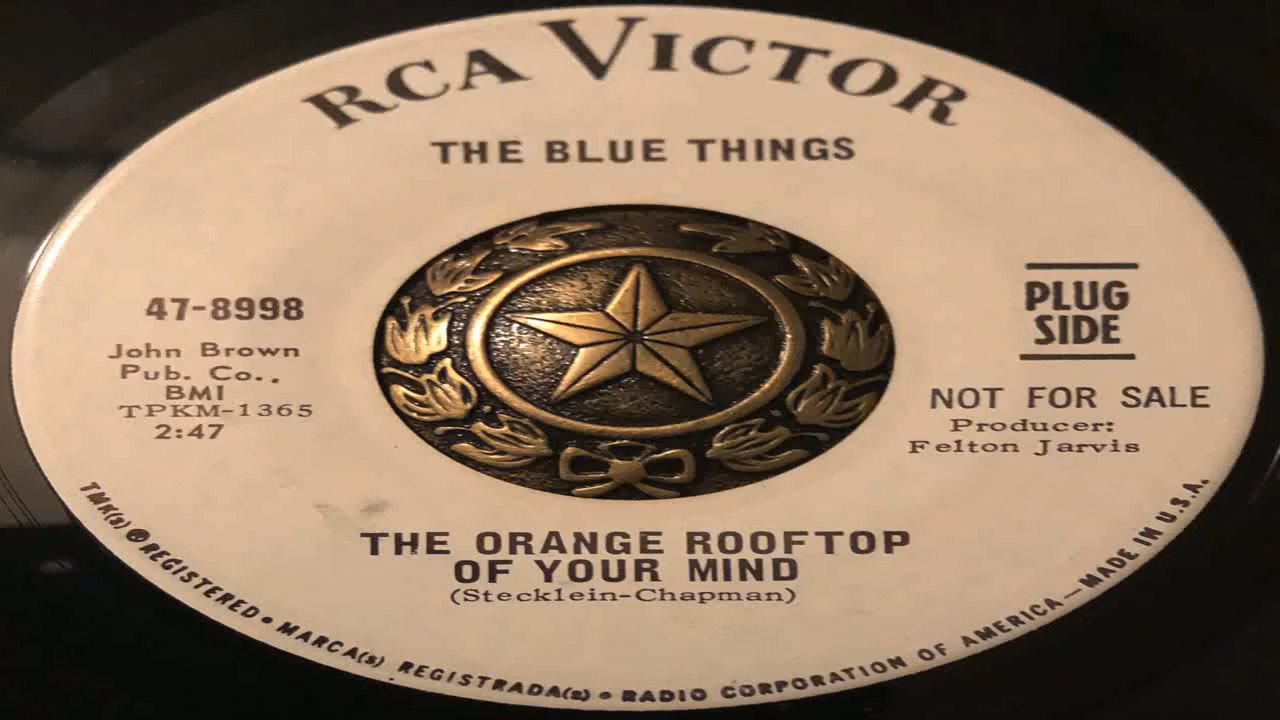 RCA VICTOR
THE BLUE THINGS
47-8998
John Brown
Pub. Co.,
BMI
TPKM-1365
2:47
PLUG
SIDE
NOT FOR SALE
Producer:
Felton Jarvis
THE ORANGE ROOFTOP
OF YOUR MIND
(Stecklein-Chapman)
TMK(s) ® REGISTERED • MARCA(s) REGISTRADA(s) • RADIO CORPORATION OF AMERICA — MADE IN U.S.A.